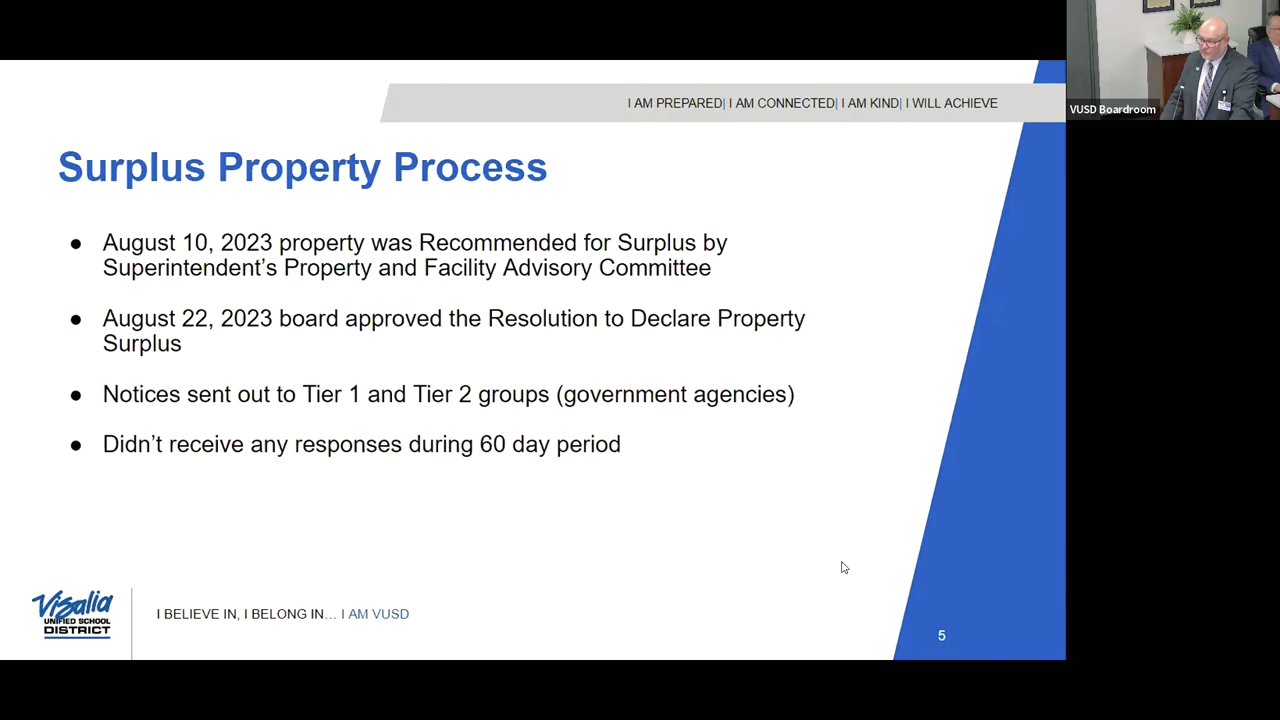 VUSD Boardroom
I AM PREPARED| I AM CONNECTED| I AM KIND| I WILL ACHIEVE
Surplus Property Process
● August 10, 2023 property was Recommended for Surplus by
Superintendent's Property and Facility Advisory Committee
● August 22, 2023 board approved the Resolution to Declare Property
Surplus
● Notices sent out to Tier 1 and Tier 2 groups (government agencies)
● Didn't receive any responses during 60 day period
Visalia
UNIFIED SCHOOL
DISTRICT
I BELIEVE IN, I BELONG IN... I AM VUSD
5